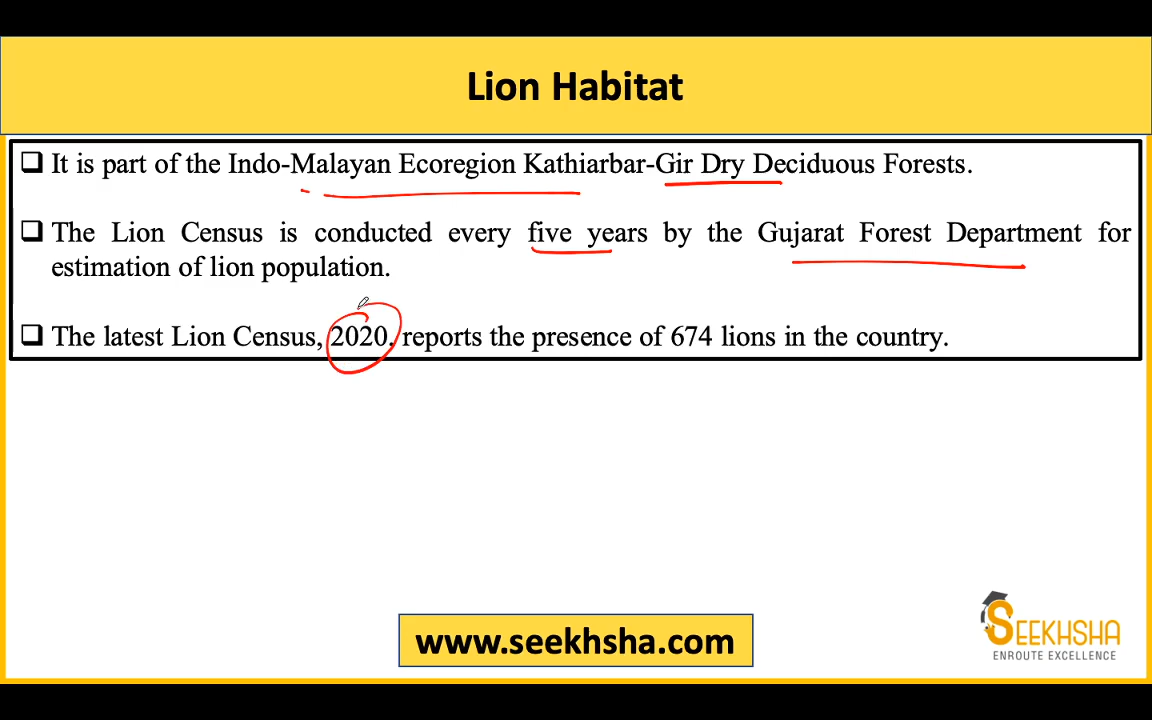 Lion Habitat
It is part of the Indo-Malayan Ecoregion Kathiarbar-Gir Dry Deciduous Forests.
The Lion Census is conducted every five years by the Gujarat Forest Department for
estimation of lion population.
The latest Lion Census, 2020, reports the presence of 674 lions in the country.
www.seekhsha.com
SEEKHSHA
ENROUTE EXCELLENCE